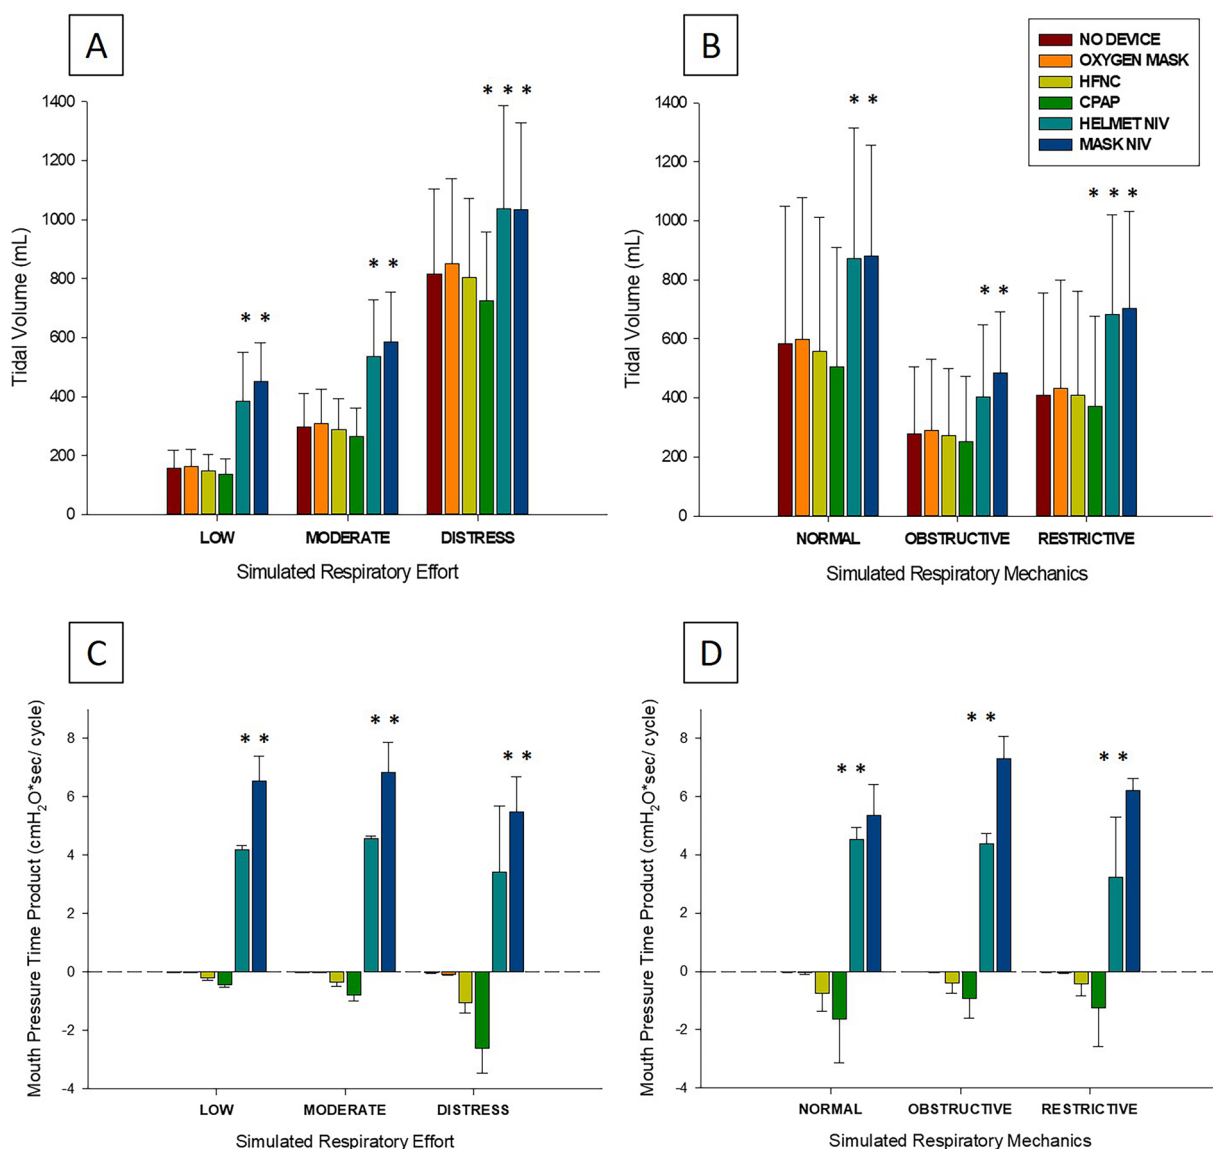 A
1400
1200
1000
800
600
400
200
0
Tidal Volume (mL)
* *
* *
* * *
LOW MODERATE DISTRESS
Simulated Respiratory Effort
B
NO DEVICE
OXYGEN MASK
HFNC
CPAP
HELMET NIV
MASK NIV
1400
1200
1000
800
600
400
200
0
Tidal Volume (mL)
* *
* *
* * *
NORMAL OBSTRUCTIVE RESTRICTIVE
Simulated Respiratory Mechanics
C
8
6
4
2
0
-2
-4
Mouth Pressure Time Product (cmH₂O*sec/ cycle)
* *
* *
* *
LOW MODERATE DISTRESS
Simulated Respiratory Effort
D
8
6
4
2
0
-2
-4
Mouth Pressure Time Product (cmH₂O*sec/ cycle)
* *
* *
* *
NORMAL OBSTRUCTIVE RESTRICTIVE
Simulated Respiratory Mechanics